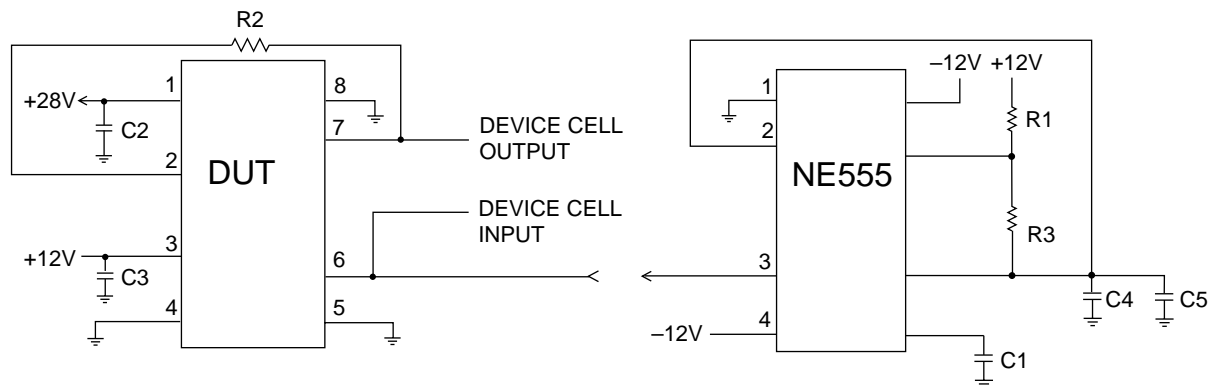 R2
+28V
C2
1
2
3
4
8
7
6
5
DUT
+12V
C3
DEVICE CELL
OUTPUT
DEVICE CELL
INPUT
1
2
3
4
NE555
–12V
–12V
+12V
R1
R3
C4
C5
C1